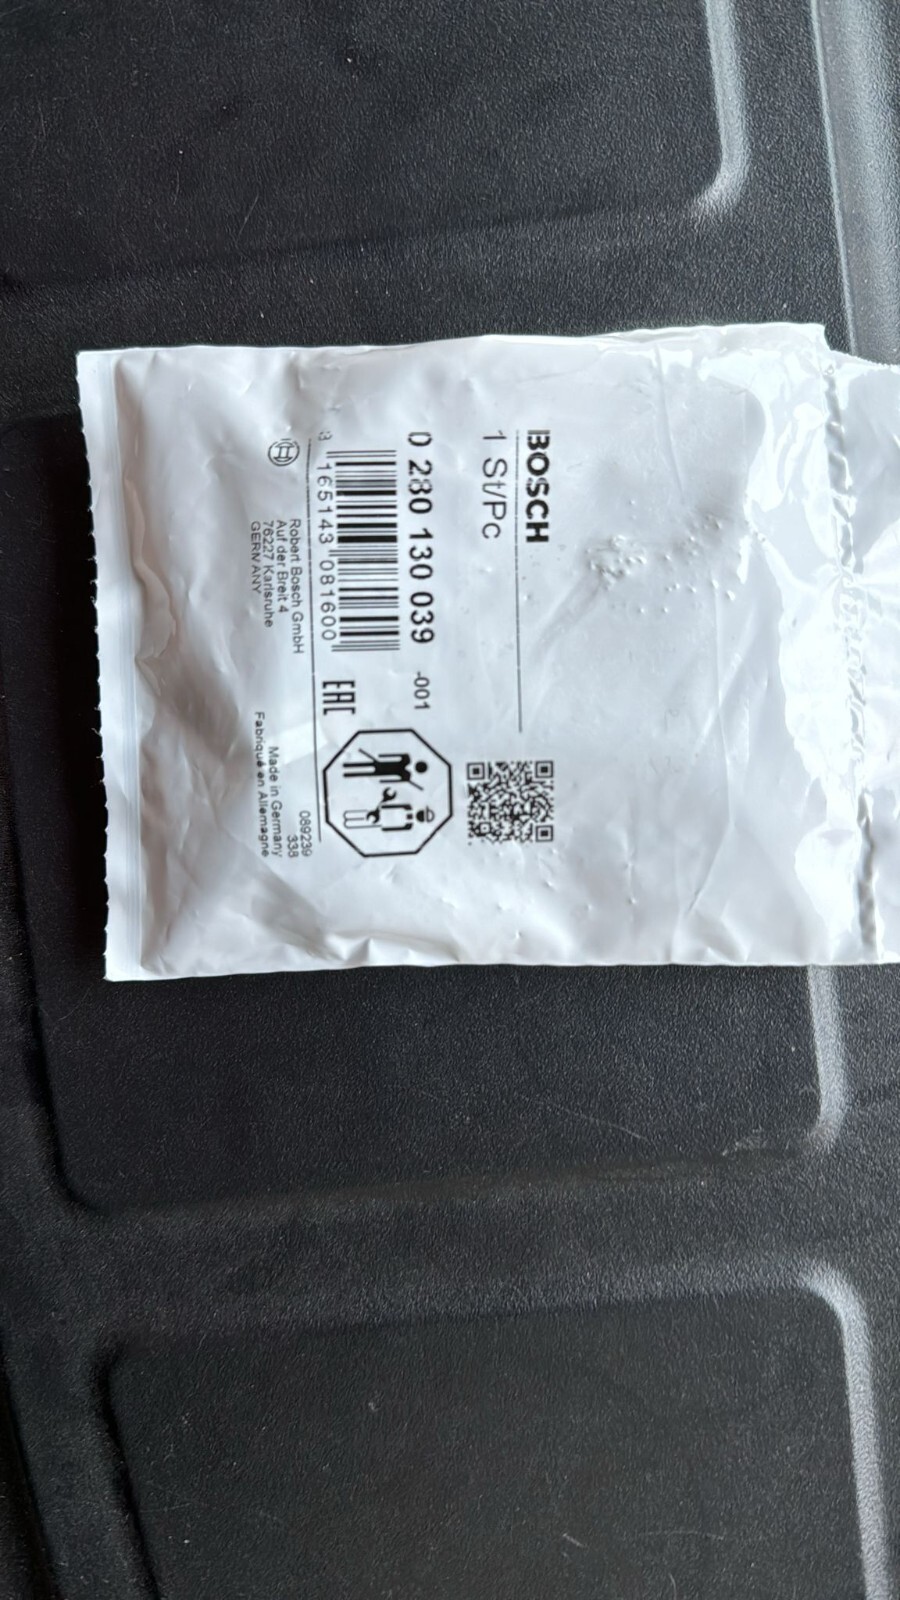 BOSCH
1 St/Pc
0 280 130 039 -001
3 165143 081600
EAC
Robert Bosch GmbH
Auf der Breit 4
76227 Karlsruhe
GERMANY
089239
338
Made in Germany
Fabriqué en Allemagne